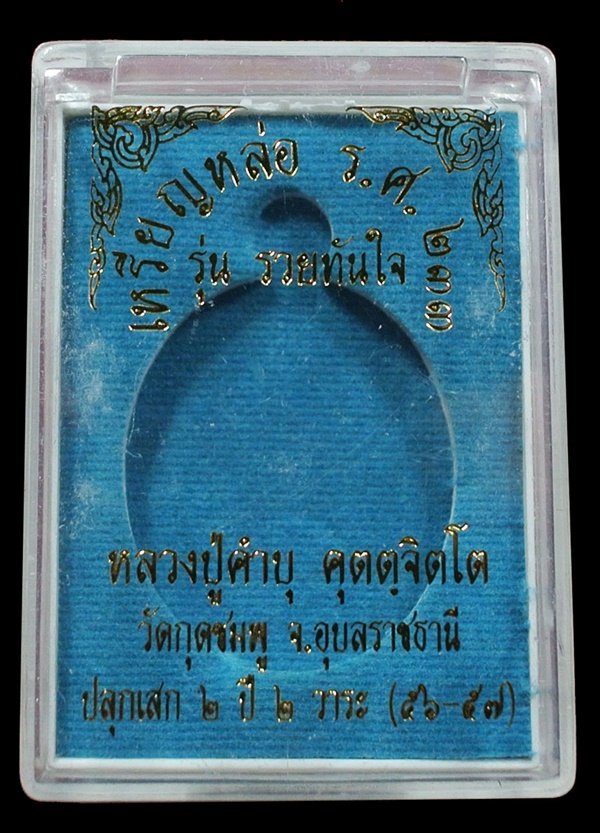 เหรียญหล่อ ร.ศ. ๒๓๓
รุ่น รวยทันใจ
หลวงปู่คำบุ คุตตฺจิตโต
วัดกุดชมพู จ.อุบลราชธานี
ปลุกเสก ๒ ปี ๒ วาระ (๕๖-๕๗)